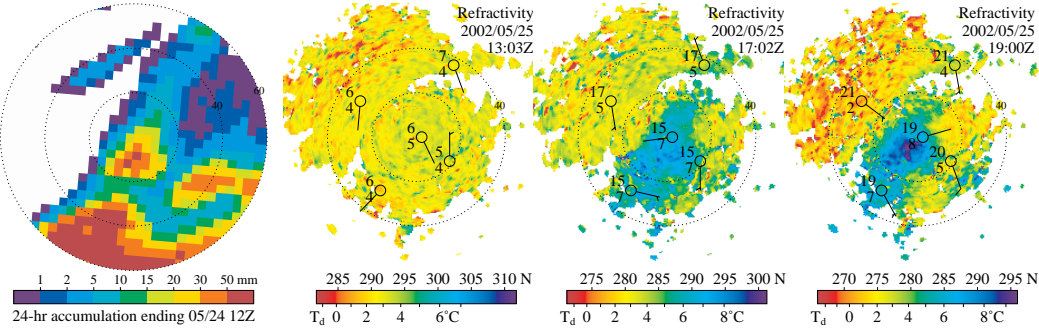 40
60
1 2 5 10 15 20 30 50 mm
24-hr accumulation ending 05/24 12Z
Refractivity
2002/05/25
13:03Z
7
4
40
6
4
6
5
5
4
6
4
285 290 295 300 305 310 N
Td 0 2 4 6°C
Refractivity
2002/05/25
17:02Z
17
5
40
17
5
15
7
15
7
15
7
275 280 285 290 295 300 N
Td 0 2 4 6 8°C
Refractivity
2002/05/25
19:00Z
21
4
40
21
2
19
8
20
5
19
7
270 275 280 285 290 295 N
Td 0 2 4 6 8°C